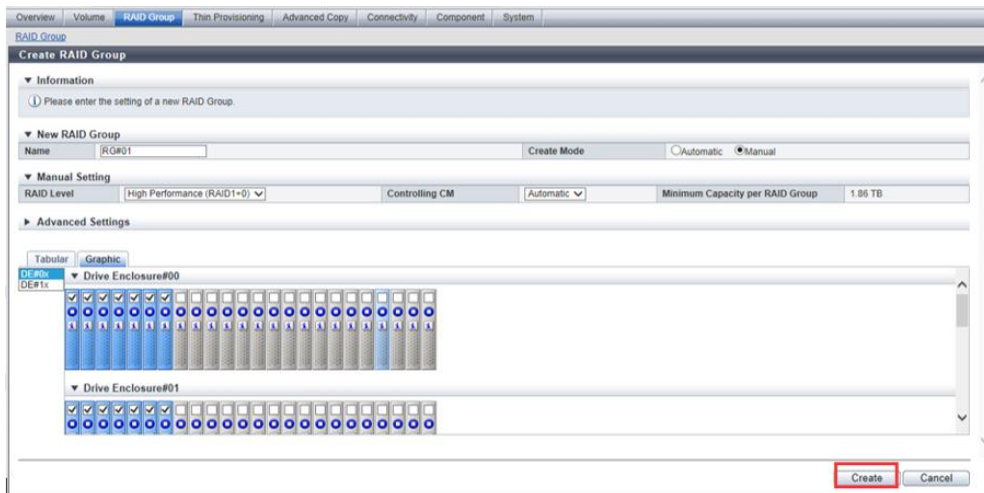 Overview Volume RAID Group Thin Provisioning Advanced Copy Connectivity Component System
RAID Group
Create RAID Group
▼ Information
Please enter the setting of a new RAID Group.
▼ New RAID Group
Name RG#01 Create Mode Automatic Manual
▼ Manual Setting
RAID Level High Performance (RAID1+0) Controlling CM Automatic Minimum Capacity per RAID Group 1.86 TB
▶ Advanced Settings
Tabular Graphic
DE#0x ▼ Drive Enclosure#00
DE#1x
▼ Drive Enclosure#01
Create Cancel